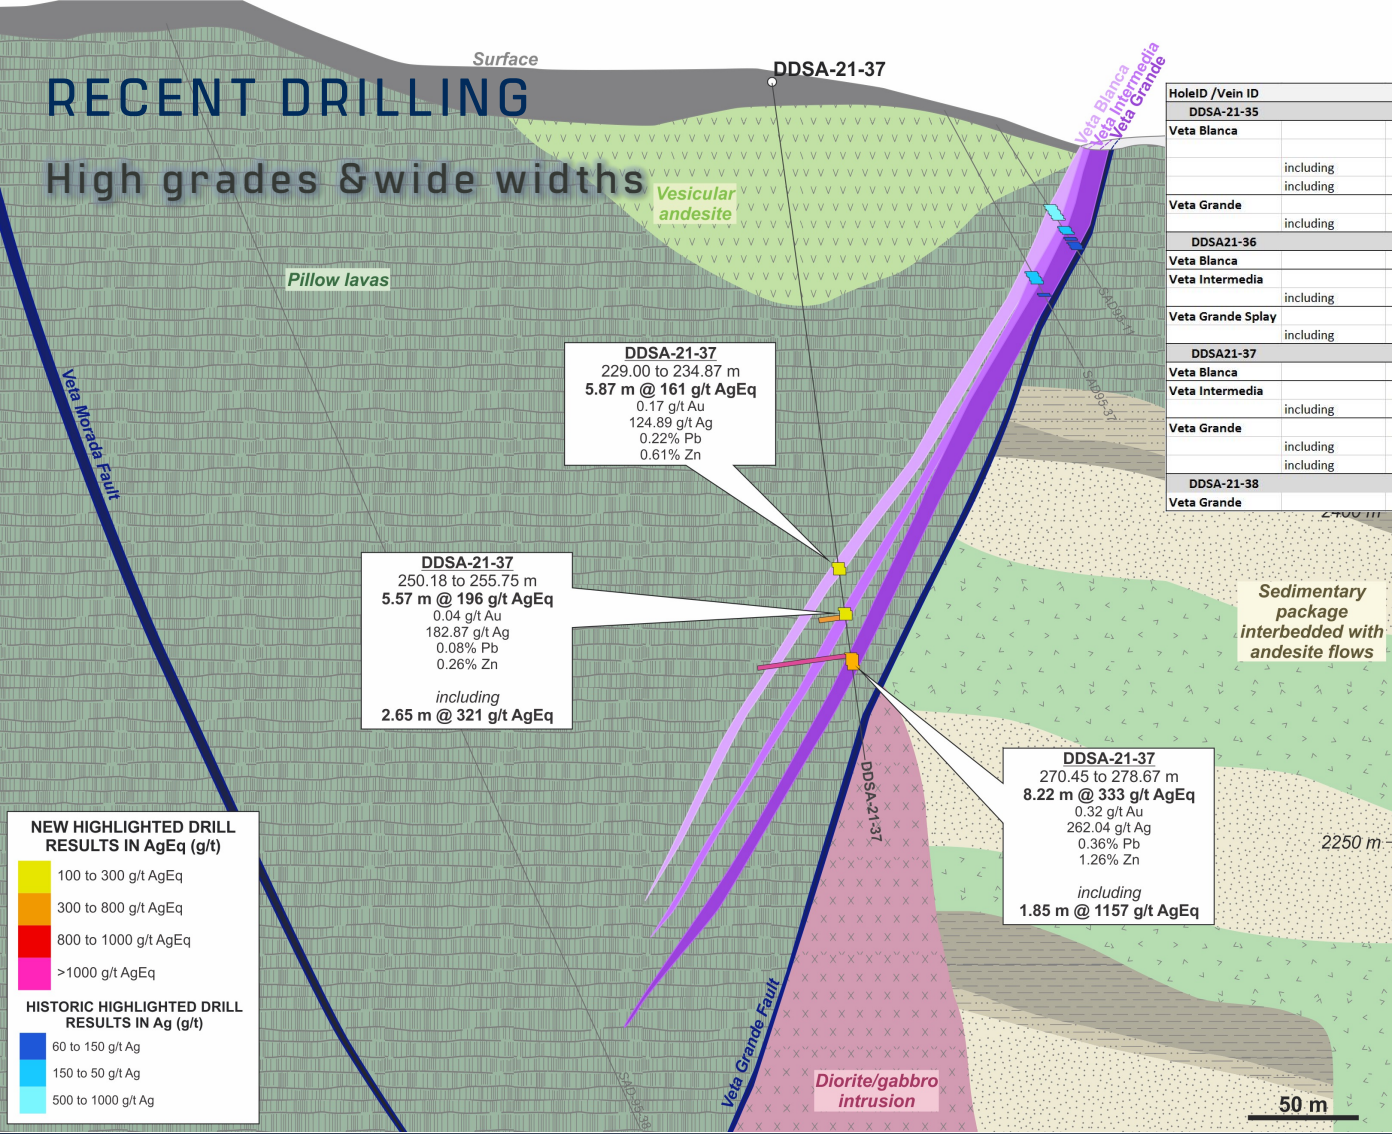 Surface
DDSA-21-37
Veta Blanca
Veta Intermedia
Veta Grande
RECENT DRILLING
High grades &wide widths
Vesicular
andesite
Pillow lavas
HoleID /Vein ID
DDSA-21-35
Veta Blanca
including
including
Veta Grande
including
DDSA21-36
Veta Blanca
Veta Intermedia
including
Veta Grande Splay
including
DDSA21-37
Veta Blanca
Veta Intermedia
including
Veta Grande
including
including
DDSA-21-38
Veta Grande
SAD95-11
SAD95-37
2400 m
Veta Morada Fault
DDSA-21-37
229.00 to 234.87 m
5.87 m @ 161 g/t AgEq
0.17 g/t Au
124.89 g/t Ag
0.22% Pb
0.61% Zn
DDSA-21-37
250.18 to 255.75 m
5.57 m @ 196 g/t AgEq
0.04 g/t Au
182.87 g/t Ag
0.08% Pb
0.26% Zn
including
2.65 m @ 321 g/t AgEq
Sedimentary
package
interbedded with
andesite flows
DDSA-21-37
DDSA-21-37
270.45 to 278.67 m
8.22 m @ 333 g/t AgEq
0.32 g/t Au
262.04 g/t Ag
0.36% Pb
1.26% Zn
including
1.85 m @ 1157 g/t AgEq
2250 m
NEW HIGHLIGHTED DRILL
RESULTS IN AgEq (g/t)
100 to 300 g/t AgEq
300 to 800 g/t AgEq
800 to 1000 g/t AgEq
>1000 g/t AgEq
HISTORIC HIGHLIGHTED DRILL
RESULTS IN Ag (g/t)
60 to 150 g/t Ag
150 to 50 g/t Ag
500 to 1000 g/t Ag
Veta Grande Fault
Diorite/gabbro
intrusion
50 m